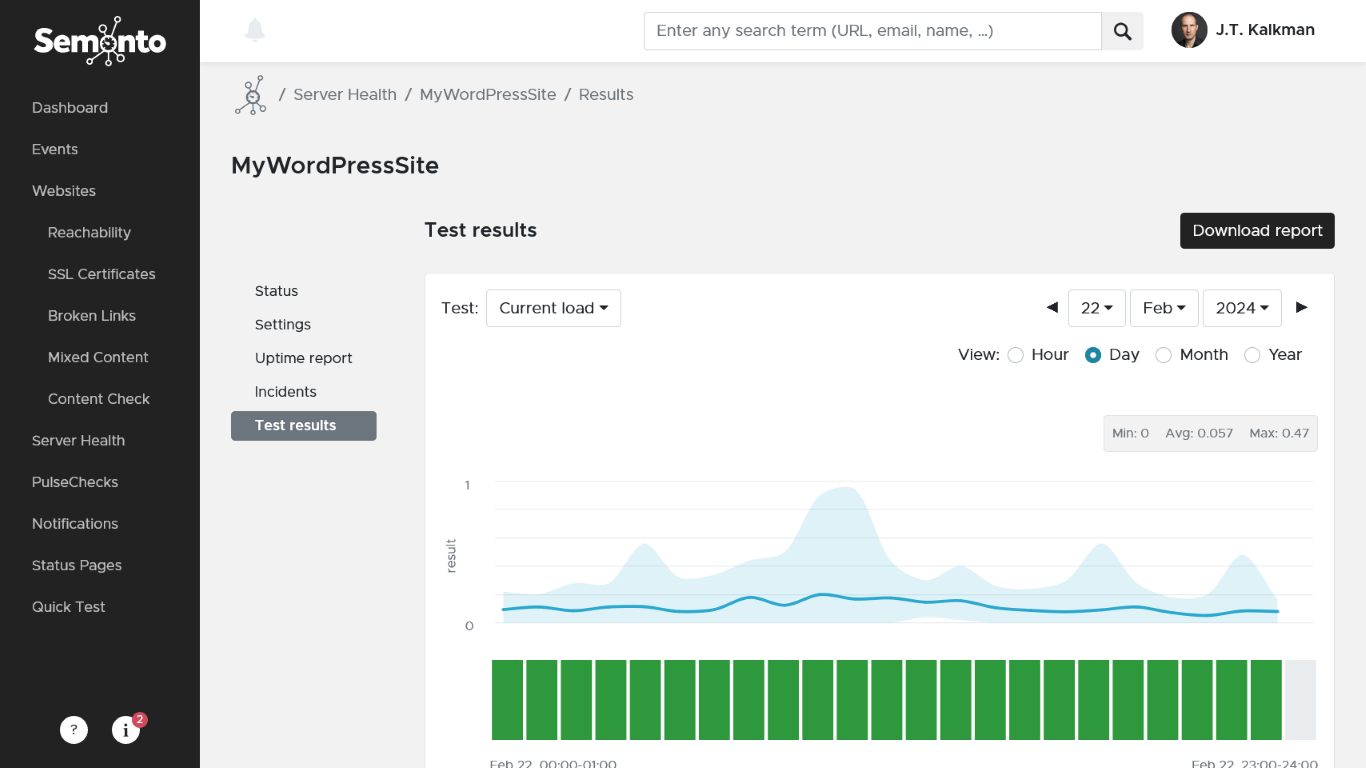 Semonto
Dashboard
Events
Websites
Reachability
SSL Certificates
Broken Links
Mixed Content
Content Check
Server Health
PulseChecks
Notifications
Status Pages
Quick Test
?
i
2
Enter any search term (URL, email, name, ...)
J.T. Kalkman
/ Server Health / MyWordPressSite / Results
MyWordPressSite
Status
Settings
Uptime report
Incidents
Test results
Test results
Download report
Test: Current load
22 Feb 2024
View: Hour Day Month Year
Min: 0 Avg: 0.057 Max: 0.47
1
result
0
Feb 22, 00:00-01:00
Feb 22, 23:00-24:00